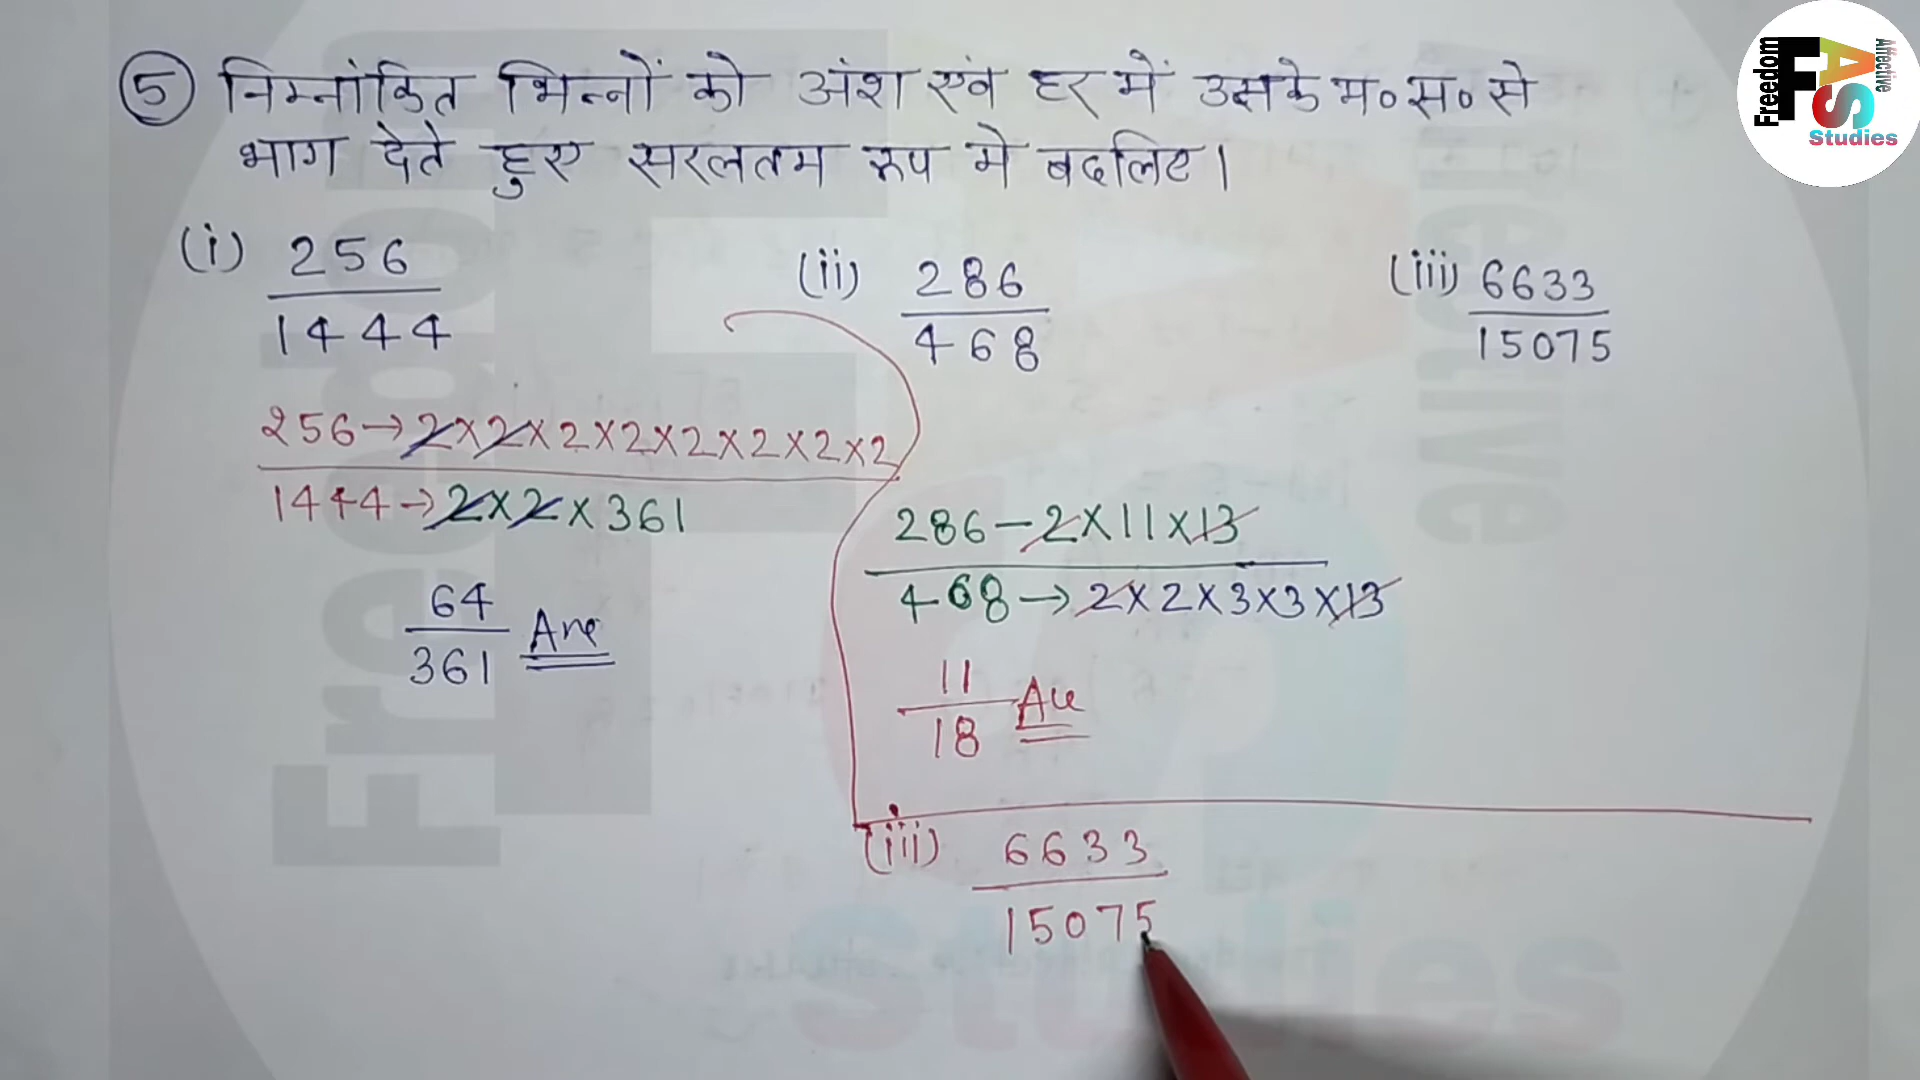 ⑤ निम्नांकित भिन्नों को अंश एवं हर में उसके म० स० से
भाग देते हुए सरलतम रूप मे बदलिए।
(i) 256/1444
(ii) 286/468
(iii) 6633/15075
256→2×2×2×2×2×2×2×2
1444→2×2×361
64/361 Ans
286—2×11×13
468→2×2×3×3×13
11/18
(iii) 6633/15075
Freedom
Affective
FAS
Studies